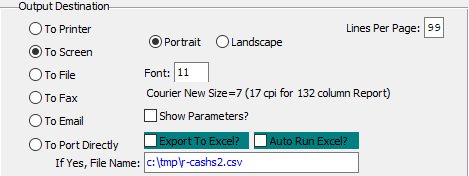 Output Destination
To Printer
Lines Per Page: 99
To Screen
Portrait
Landscape
To File
Font: 11
To Fax
Courier New Size=7 (17 cpi for 132 column Report)
To Email
Show Parameters?
To Port Directly
Export To Excel?
Auto Run Excel?
If Yes, File Name: c:\tmp\r-cashs2.csv